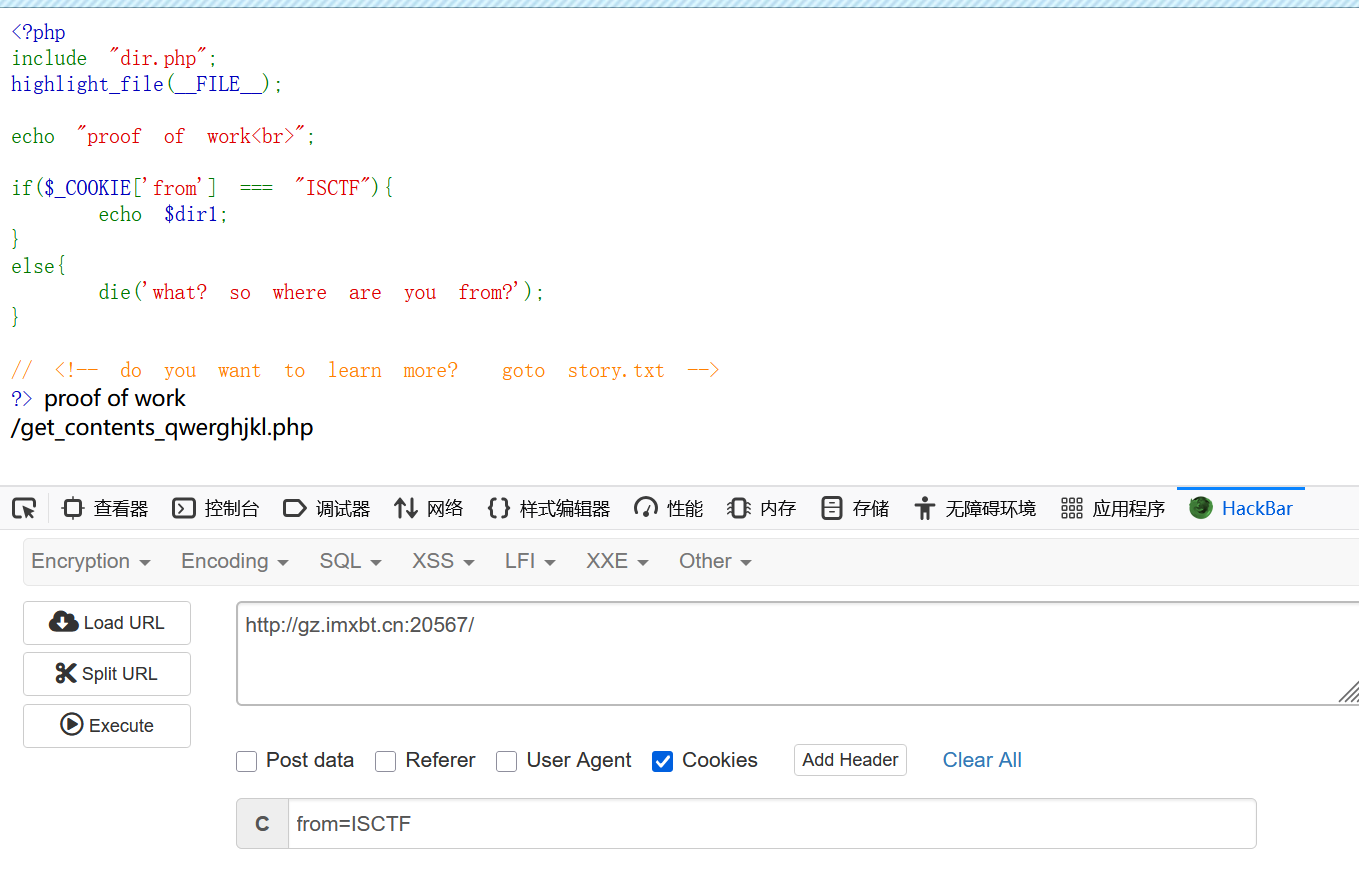 <?php
include "dir.php";
highlight_file(__FILE__);
echo "proof of work<br>";
if($_COOKIE['from'] === "ISCTF"){
echo $dir1;
}
else{
die('what? so where are you from?');
}
// <!-- do you want to learn more? goto story.txt -->
?> proof of work
/get_contents_qwerghjkl.php
查看器 控制台 调试器 网络 样式编辑器 性能 内存 存储 无障碍环境 应用程序 HackBar
Encryption Encoding SQL XSS LFI XXE Other
Load URL
http://gz.imxbt.cn:20567/
Split URL
Execute
Post data Referer User Agent Cookies Add Header Clear All
C from=ISCTF